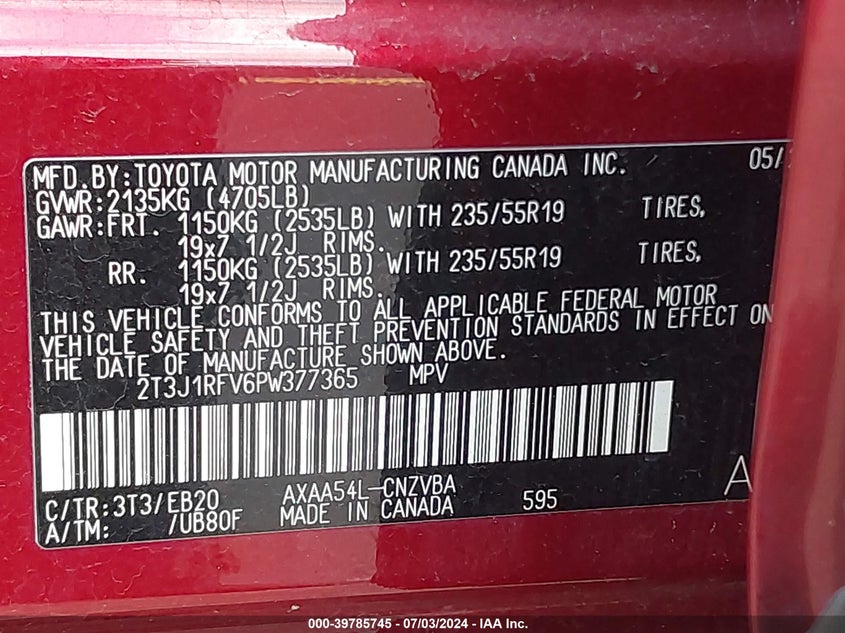 MFD.BY:TOYOTA MOTOR MANUFACTURING CANADA INC. 05/
GVWR:2135KG (4705LB)
GAWR:FRT. 1150KG (2535LB) WITH 235/55R19 TIRES,
19x7 1/2J RIMS.
RR. 1150KG (2535LB) WITH 235/55R19 TIRES,
19x7 1/2J RIMS.
THIS VEHICLE CONFORMS TO ALL APPLICABLE FEDERAL MOTOR
VEHICLE SAFETY AND THEFT PREVENTION STANDARDS IN EFFECT ON
THE DATE OF MANUFACTURE SHOWN ABOVE.
2T3J1RFV6PW377365 MPV
C/TR:3T3/EB20 AXAA54L-CNZVBA 595 A
A/TM: /UB80F MADE IN CANADA
000-39785745 - 07/03/2024 - IAA Inc.